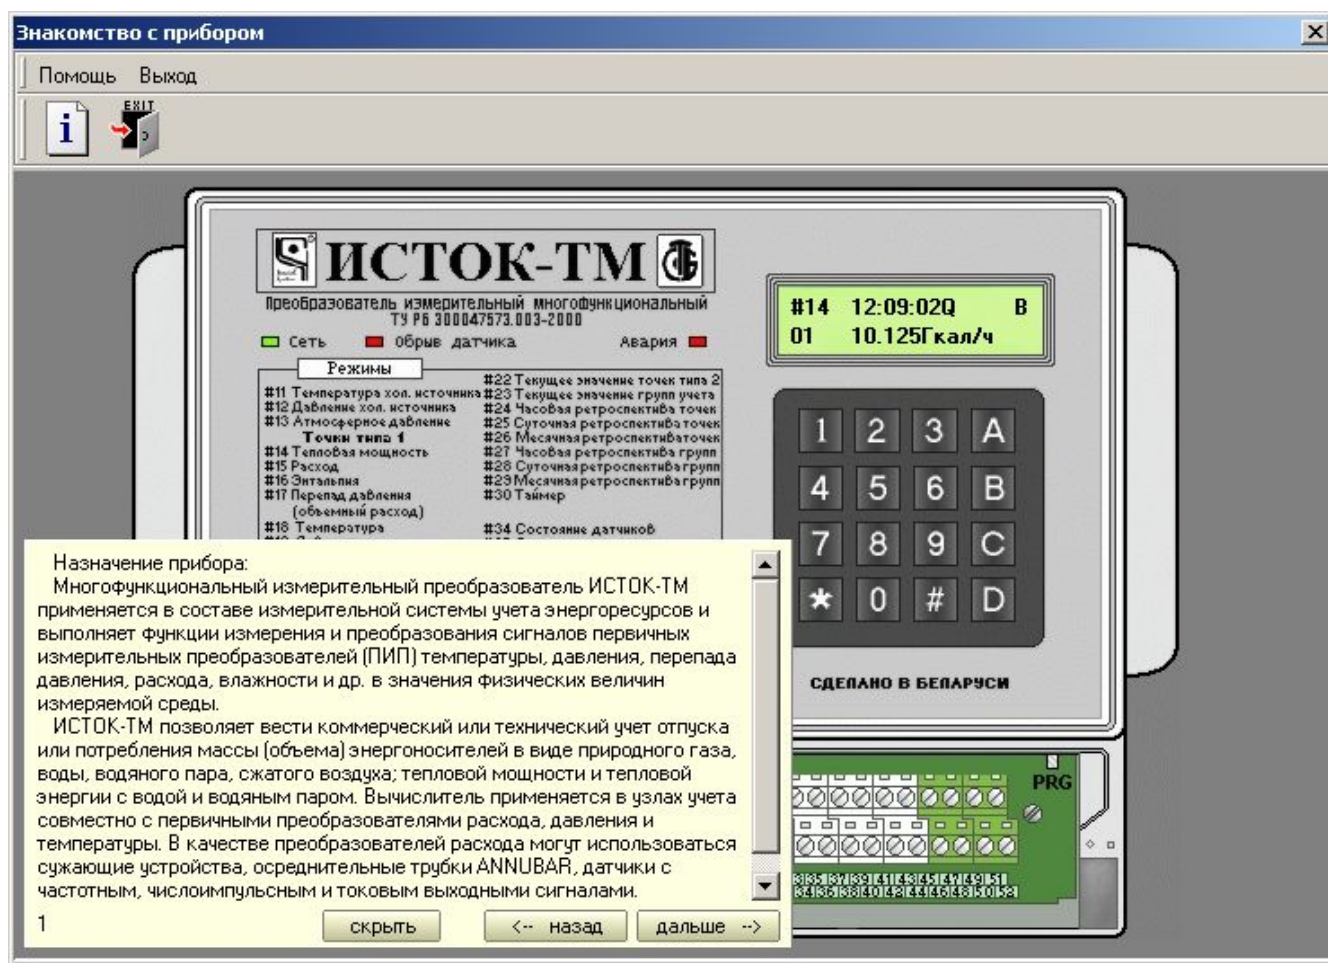 Знакомство с прибором
Помощь Выход
i
EXIT
ИСТОК-ТМ
Преобразователь измерительный многофункциональный
ТУ РБ 300047573.003-2000
Сеть Обрыв датчика Авария
Режимы
#11 Температура хол. источника
#12 Давление хол. источника
#13 Атмосферное давление
Точки типа 1
#14 Тепловая мощность
#15 Расход
#16 Энтальпия
#17 Перепад давления
(объемный расход)
#18 Температура
#22 Текущее значение точек типа 2
#23 Текущее значение групп учета
#24 Часовая ретроспектива точек
#25 Суточная ретроспектива точек
#26 Месячная ретроспектива точек
#27 Часовая ретроспектива групп
#28 Суточная ретроспектива групп
#29 Месячная ретроспектива групп
#30 Таймер
#34 Состояние датчиков
#14 12:09:02Q B
01 10.125Гкал/ч
1 2 3 A
4 5 6 B
7 8 9 C
* 0 # D
СДЕЛАНО В БЕЛАРУСИ
PRG
Назначение прибора:
Многофункциональный измерительный преобразователь ИСТОК-ТМ
применяется в составе измерительной системы учета энергоресурсов и
выполняет функции измерения и преобразования сигналов первичных
измерительных преобразователей (ПИП) температуры, давления, перепада
давления, расхода, влажности и др. в значения физических величин
измеряемой среды.
ИСТОК-ТМ позволяет вести коммерческий или технический учет отпуска
или потребления массы (объема) энергоносителей в виде природного газа,
воды, водяного пара, сжатого воздуха; тепловой мощности и тепловой
энергии с водой и водяным паром. Вычислитель применяется в узлах учета
совместно с первичными преобразователями расхода, давления и
температуры. В качестве преобразователей расхода могут использоваться
сужающие устройства, осреднительные трубки ANNUBAR, датчики с
частотным, числоимпульсным и токовым выходными сигналами.
1
скрыть <-- назад дальше -->